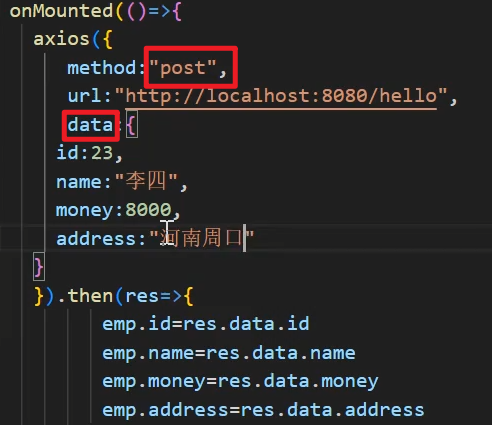 onMounted(()=>{
axios({
method:"post",
url:"http://localhost:8080/hello",
data:{
id:23,
name:"李四",
money:8000,
address:"河南周口"
}
}).then(res=>{
emp.id=res.data.id
emp.name=res.data.name
emp.money=res.data.money
emp.address=res.data.address